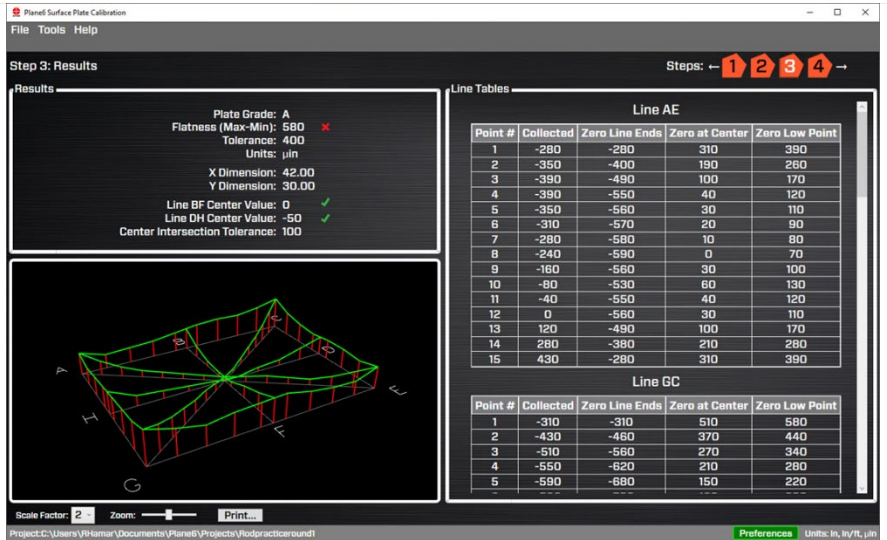 Plane6 Surface Plate Calibration
File Tools Help
Step 3: Results
Steps: ← 1 2 3 4 →
Results
Plate Grade: A
Flatness (Max-Min): 580
Tolerance: 400
Units: µin
X Dimension: 42.00
Y Dimension: 30.00
Line BF Center Value: 0
Line DH Center Value: -50
Center Intersection Tolerance: 100
A
B
C
D
E
F
G
H
Scale Factor: 2
Zoom:
Print...
Line Tables
Line AE
Point # Collected Zero Line Ends Zero at Center Zero Low Point
1 -280 -280 310 390
2 -350 -400 190 260
3 -390 -490 100 170
4 -390 -550 40 120
5 -350 -560 30 110
6 -310 -570 20 90
7 -280 -580 10 80
8 -240 -590 0 70
9 -160 -560 30 100
10 -80 -530 60 130
11 -40 -550 40 120
12 0 -560 30 110
13 120 -490 100 170
14 280 -380 210 280
15 430 -280 310 390
Line GC
Point # Collected Zero Line Ends Zero at Center Zero Low Point
1 -310 -310 510 580
2 -430 -460 370 440
3 -510 -560 270 340
4 -550 -620 210 280
5 -590 -680 150 220
Project:C:\Users\RHamar\Documents\Plane6\Projects\Rodpracticeround1
Preferences
Units: in, in/ft, µin